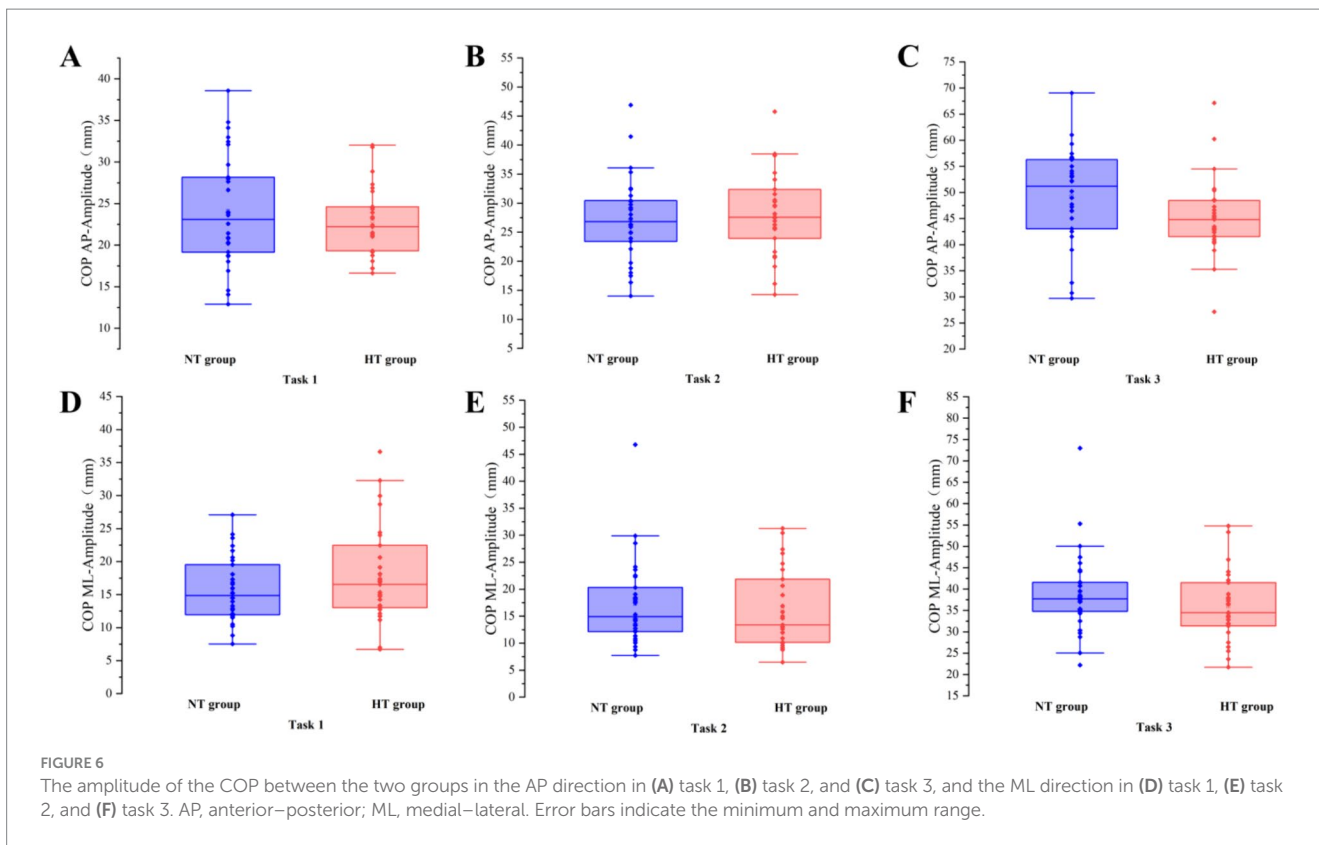 A
COP AP-Amplitude（mm）
40
35
30
25
20
15
10
NT group
HT group
Task 1
B
COP AP-Amplitude（mm）
55
50
45
40
35
30
25
20
15
10
5
NT group
HT group
Task 2
C
COP AP-Amplitude（mm）
75
70
65
60
55
50
45
40
35
30
25
20
NT group
HT group
Task 3
D
COP ML-Amplitude（mm）
45
40
35
30
25
20
15
10
5
0
NT group
HT group
Task 1
E
COP ML-Amplitude（mm）
55
50
45
40
35
30
25
20
15
10
5
0
NT group
HT group
Task 2
F
COP ML-Amplitude（mm）
85
80
75
70
65
60
55
50
45
40
35
30
25
20
15
NT group
HT group
Task 3
FIGURE 6
The amplitude of the COP between the two groups in the AP direction in (A) task 1, (B) task 2, and (C) task 3, and the ML direction in (D) task 1, (E) task
2, and (F) task 3. AP, anterior–posterior; ML, medial–lateral. Error bars indicate the minimum and maximum range.